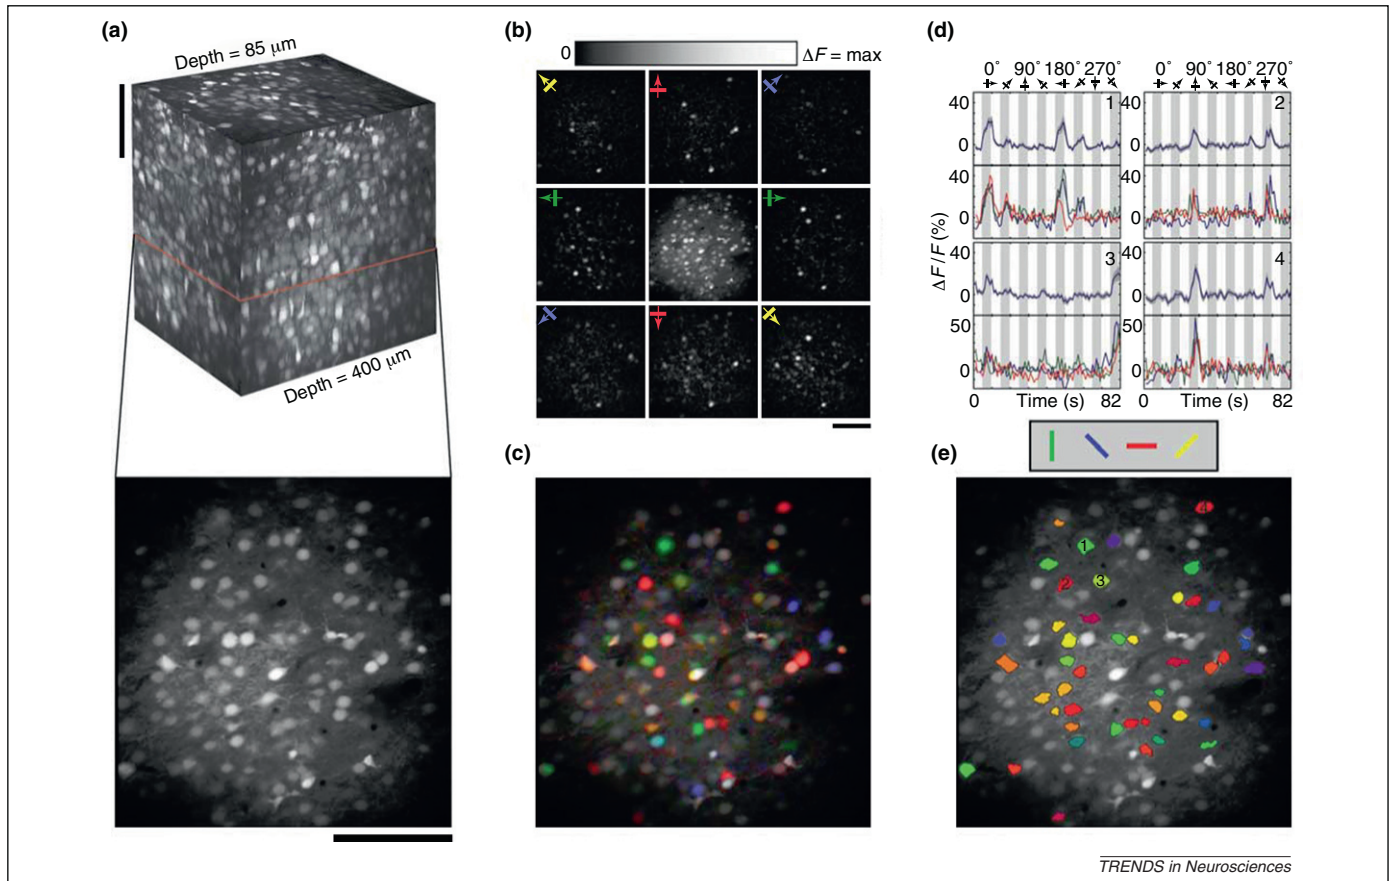 (a)
Depth = 85 μm
Depth = 400 μm
(b)
0
ΔF = max
(c)
(d)
0° 90° 180° 270° 0° 90° 180° 270°
40
0
1
2
40
0
40
0
ΔF/F (%)
40
0
3
4
40
0
50
0
50
0
0 Time (s) 82 0 Time (s) 82
(e)
4
1
2
3
TRENDS in Neurosciences